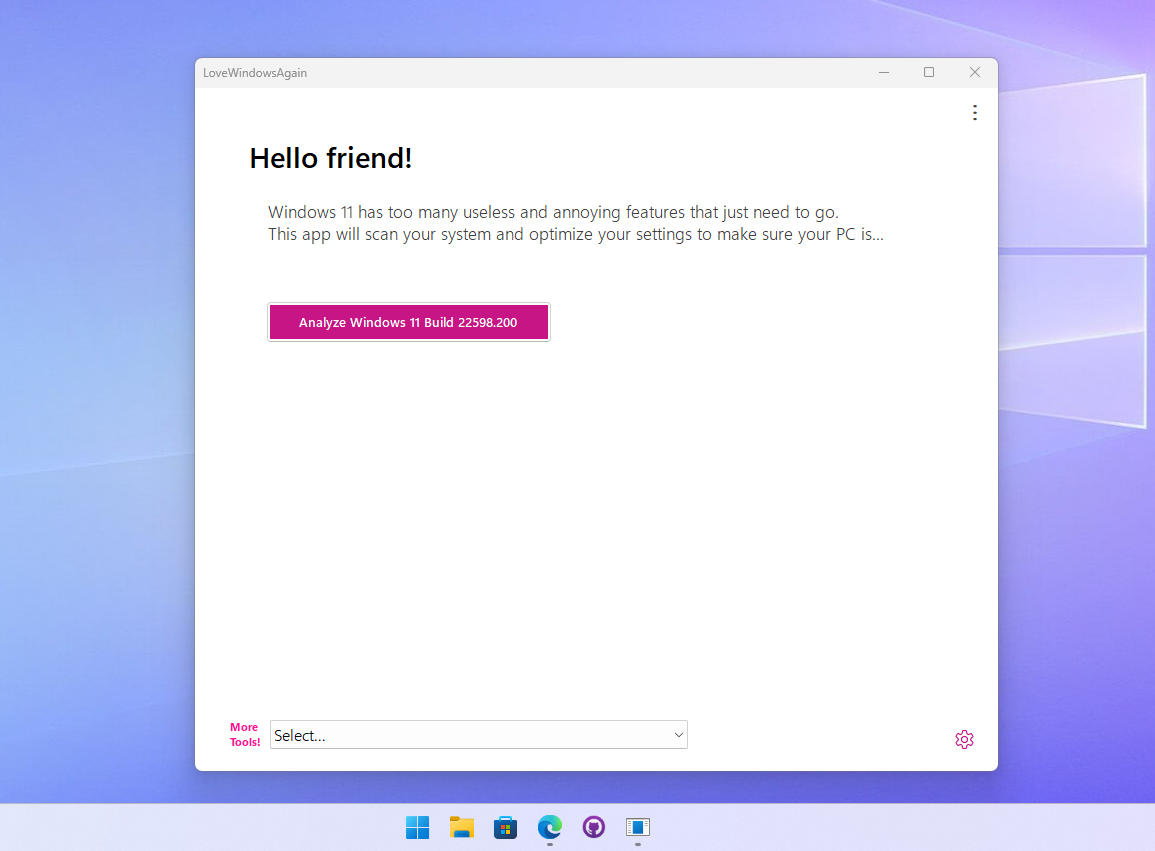 LoveWindowsAgain
Hello friend!
Windows 11 has too many useless and annoying features that just need to go.
This app will scan your system and optimize your settings to make sure your PC is...
Analyze Windows 11 Build 22598.200
More
Tools!
Select...